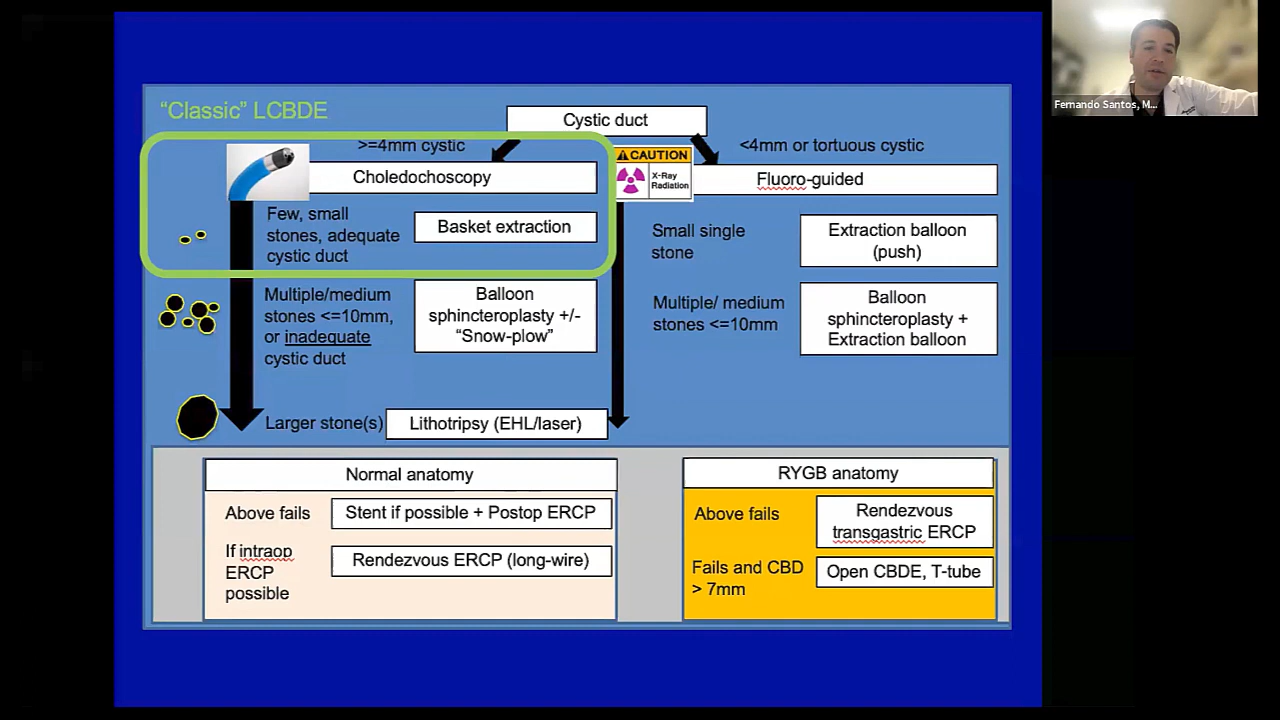 "Classic" LCBDE
Cystic duct
>=4mm cystic
<4mm or tortuous cystic
CAUTION
X-Ray
Radiation
Choledochoscopy
Fluoro-guided
Few, small
stones, adequate
cystic duct
Basket extraction
Small single
stone
Extraction balloon
(push)
Multiple/medium
stones <=10mm,
or inadequate
cystic duct
Balloon
sphincteroplasty +/-
"Snow-plow"
Multiple/ medium
stones <=10mm
Balloon
sphincteroplasty +
Extraction balloon
Larger stone(s)
Lithotripsy (EHL/laser)
Normal anatomy
Above fails
Stent if possible + Postop ERCP
If intraop
ERCP
possible
Rendezvous ERCP (long-wire)
RYGB anatomy
Above fails
Rendezvous
transgastric ERCP
Fails and CBD
> 7mm
Open CBDE, T-tube
Fernando Santos, M...